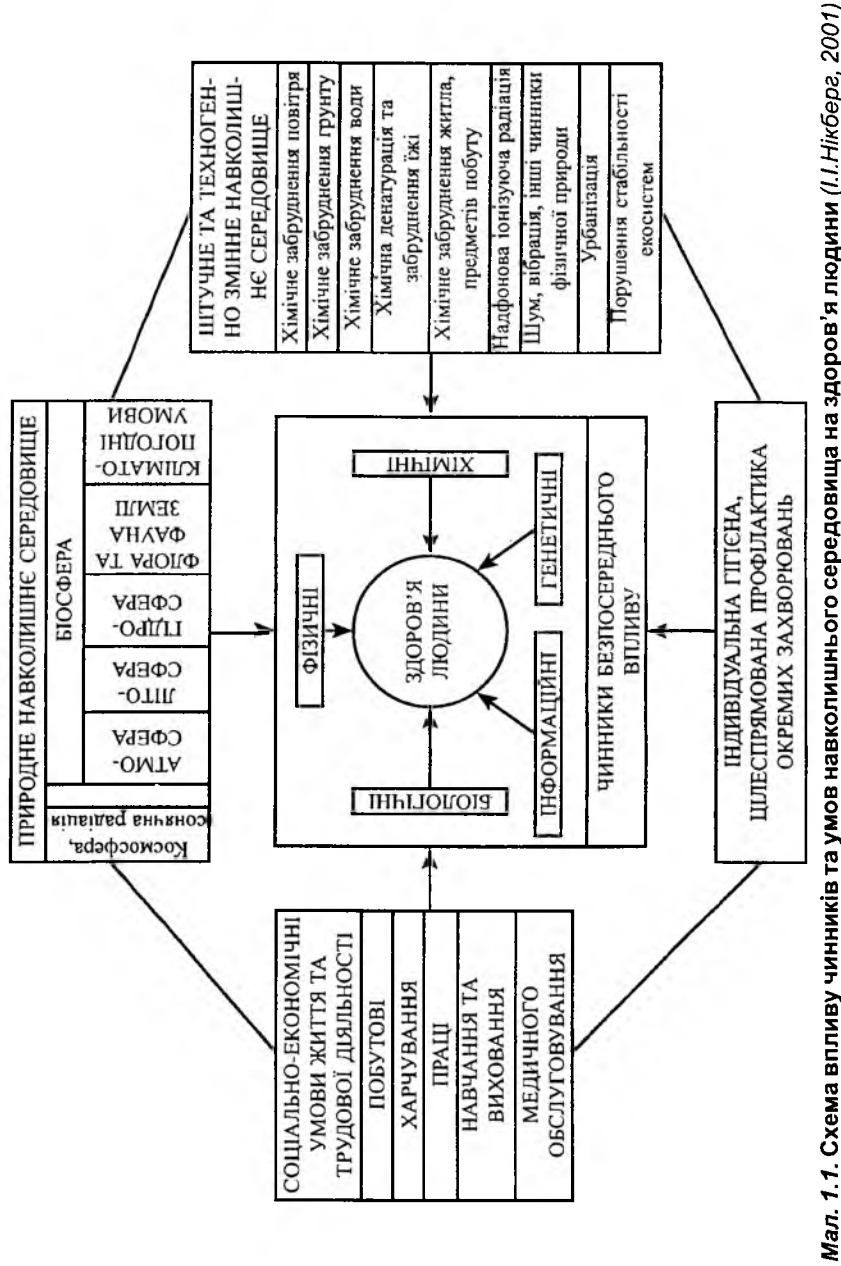 ПРИРОДНЕ НАВКОЛИШНЄ СЕРЕДОВИЩЕ
Космосфера,
(сонячна радіація
БІОСФЕРА
АТМО-
СФЕРА
ЛІТО-
СФЕРА
ГІДРО-
СФЕРА
ФЛОРА ТА
ФАУНА
ЗЕМЛІ
КЛІМАТО-
ПОГОДНІ
УМОВИ
СОЦІАЛЬНО-ЕКОНОМІЧНІ
УМОВИ ЖИТТЯ ТА
ТРУДОВОЇ ДІЯЛЬНОСТІ
ПОБУТОВІ
ХАРЧУВАННЯ
ПРАЦІ
НАВЧАННЯ ТА
ВИХОВАННЯ
МЕДИЧНОГО
ОБСЛУГОВУВАННЯ
ФІЗИЧНІ
БІОЛОГІЧНІ
ЗДОРОВ'Я
ЛЮДИНИ
ХІМІЧНІ
ІНФОРМАЦІЙНІ
ГЕНЕТИЧНІ
ЧИННИКИ БЕЗПОСЕРЕДНЬОГО
ВПЛИВУ
ШТУЧНЕ ТА ТЕХНОГЕН-
НО ЗМІННЕ НАВКОЛИШ-
НЄ СЕРЕДОВИЩЕ
Хімічне забруднення повітря
Хімічне забруднення грунту
Хімічне забруднення води
Хімічна денатурація та
забруднення їжі
Хімічне забруднення житла,
предметів побуту
Надфонова іонізуюча радіація
Шум, вібрація, інші чинники
фізичної природи
Урбанізація
Порушення стабільності
екосистем
ІНДИВІДУАЛЬНА ГІГІЄНА,
ЦІЛЕСПРЯМОВАНА ПРОФІЛАКТИКА
ОКРЕМИХ ЗАХВОРЮВАНЬ
Мал. 1.1. Схема впливу чинників та умов навколишнього середовища на здоров'я людини (І.І.Нікберг, 2001)